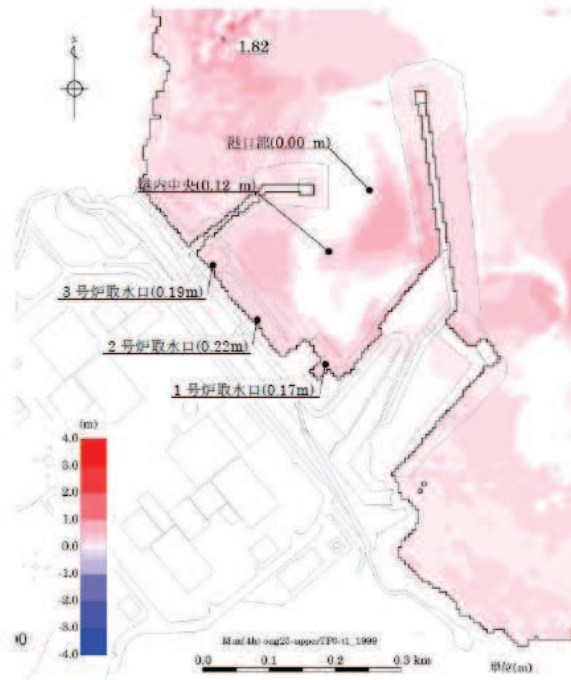 1.82
港口部(0.00 m)
港内中央(0.12 m)
3 号炉取水口(0.19m)
2 号炉取水口(0.22m)
1 号炉取水口(0.17m)
(m)
4.0
3.0
2.0
1.0
0.0
-1.0
-2.0
-3.0
-4.0
0.0 0.1 0.2 0.3 km
単位(m)